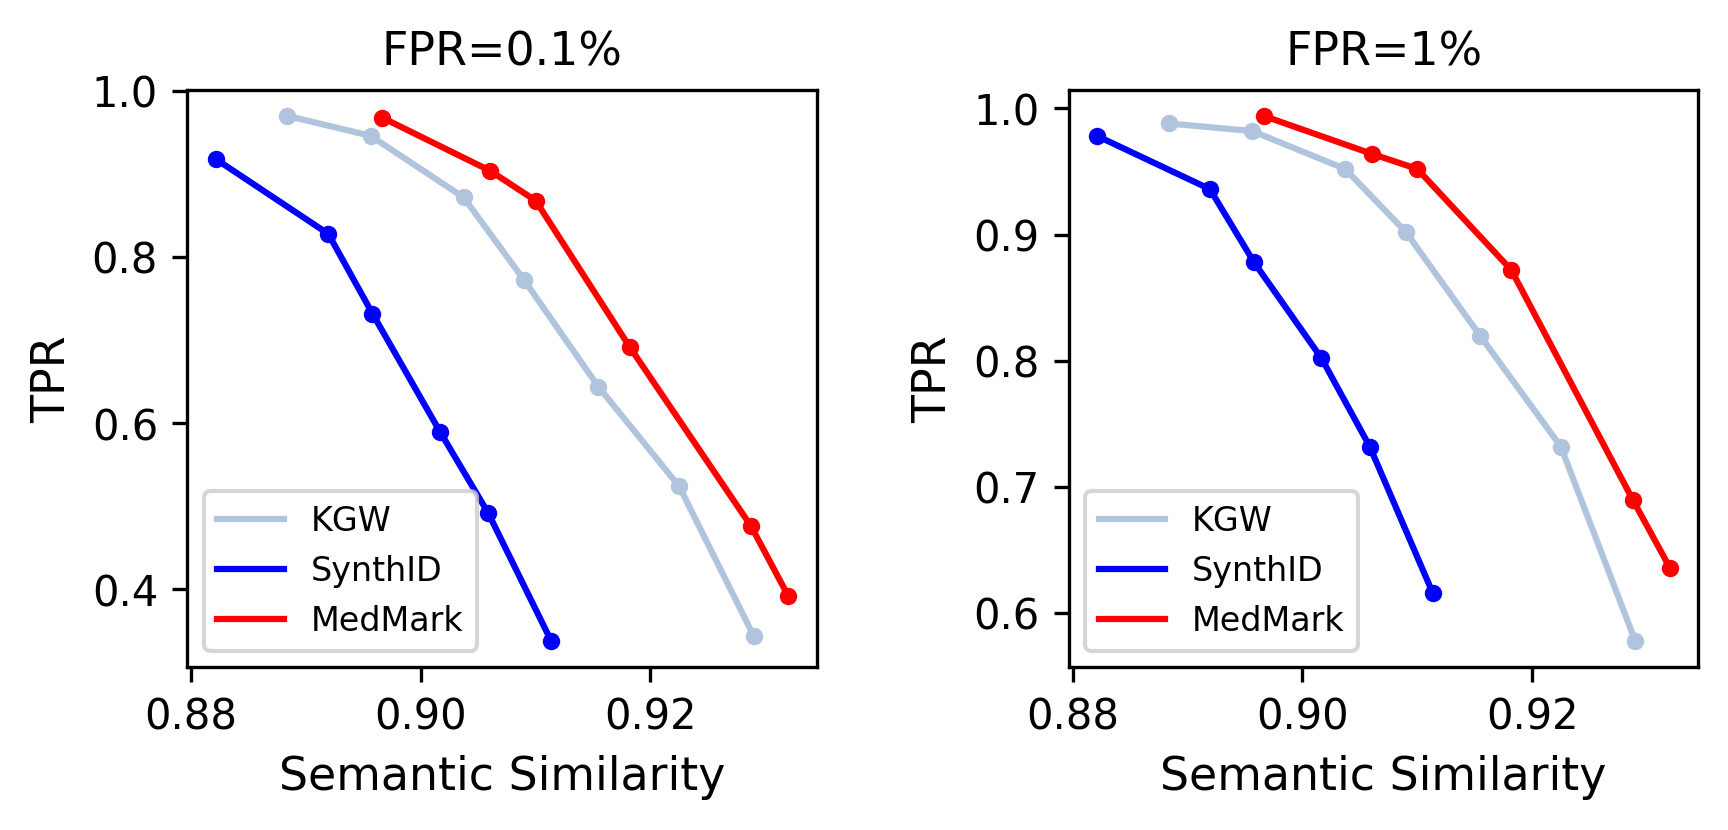 FPR=0.1%
1.0
0.8
0.6
0.4
TPR
KGW
SynthID
MedMark
0.88 0.90 0.92
Semantic Similarity
FPR=1%
1.0
0.9
0.8
0.7
0.6
TPR
KGW
SynthID
MedMark
0.88 0.90 0.92
Semantic Similarity